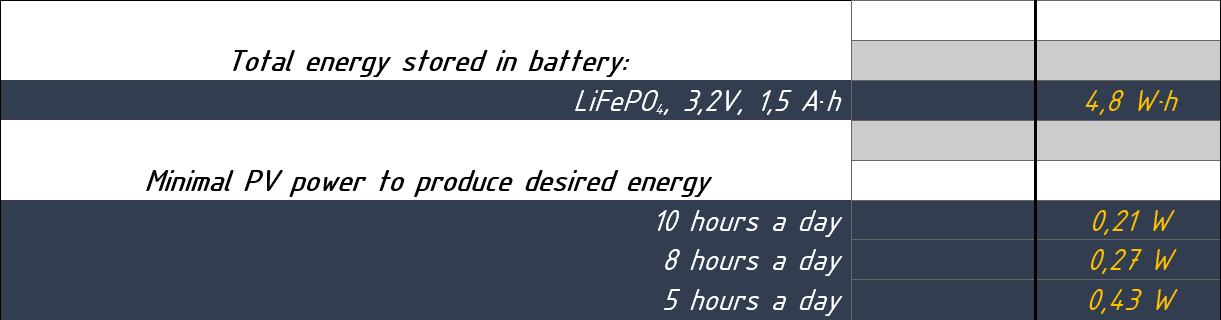 Total energy stored in battery:
LiFePO₄, 3,2V, 1,5 A·h 4,8 W·h
Minimal PV power to produce desired energy
10 hours a day 0,21 W
8 hours a day 0,27 W
5 hours a day 0,43 W